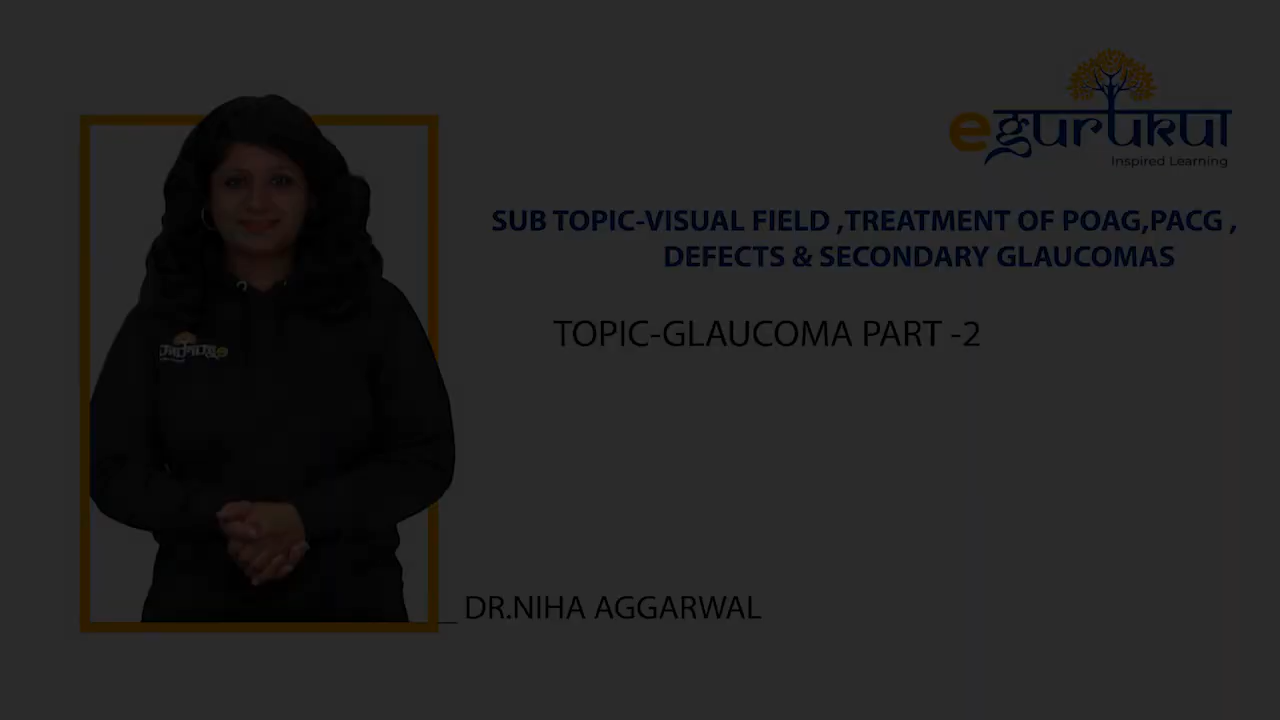 egurukul
Inspired Learning
SUB TOPIC-VISUAL FIELD ,TREATMENT OF POAG,PACG ,
DEFECTS & SECONDARY GLAUCOMAS
TOPIC-GLAUCOMA PART -2
DR.NIHA AGGARWAL